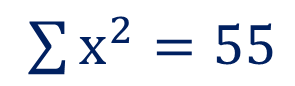 ∑ x² = 55